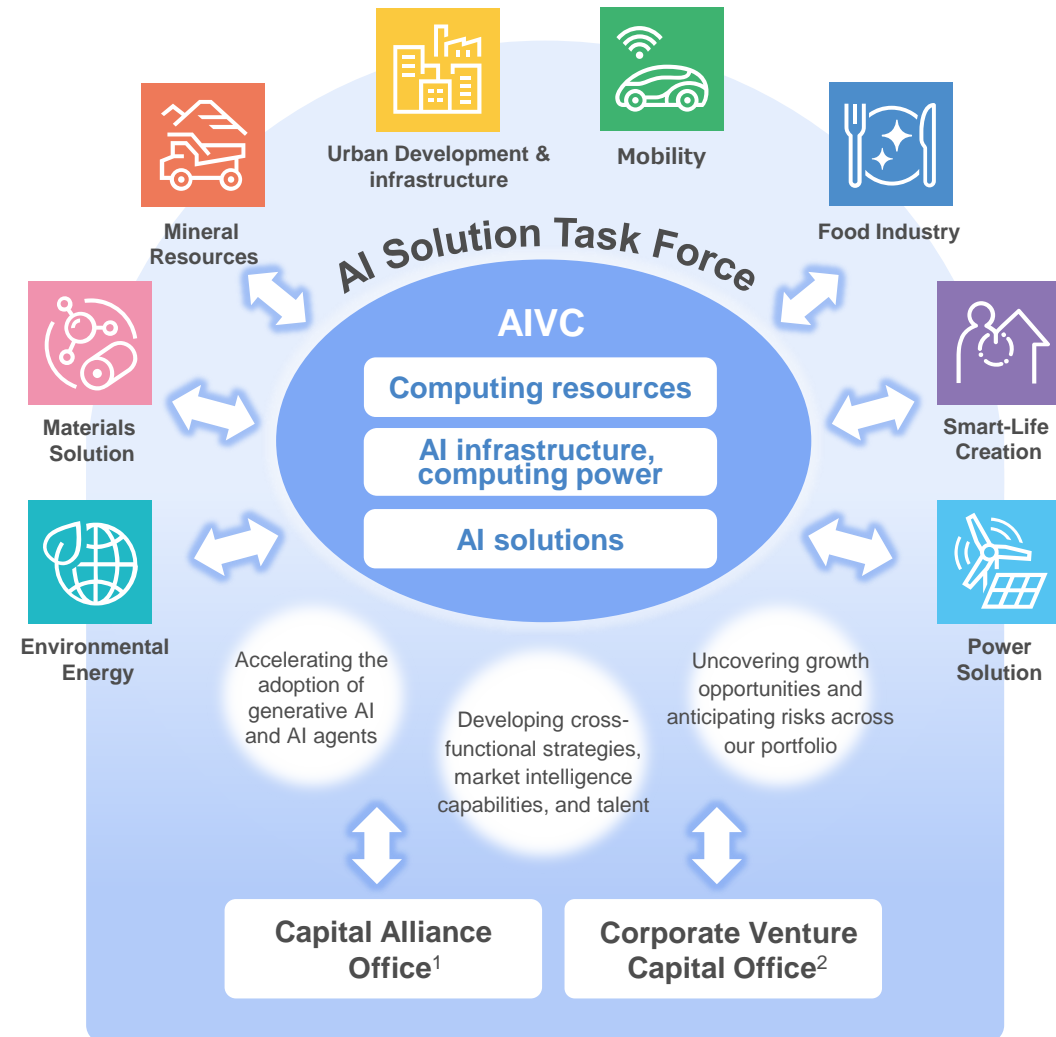 Urban Development &
infrastructure
Mobility
Mineral
Resources
Food Industry
AI Solution Task Force
AIVC
Computing resources
AI infrastructure,
computing power
AI solutions
Materials
Solution
Smart-Life
Creation
Environmental
Energy
Power
Solution
Accelerating the
adoption of
generative AI
and AI agents
Developing cross-
functional strategies,
market intelligence
capabilities, and talent
Uncovering growth
opportunities and
anticipating risks across
our portfolio
Capital Alliance
Office1
Corporate Venture
Capital Office2